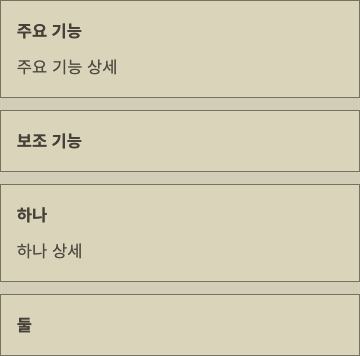 주요 기능
주요 기능 상세
보조 기능
하나
하나 상세
둘